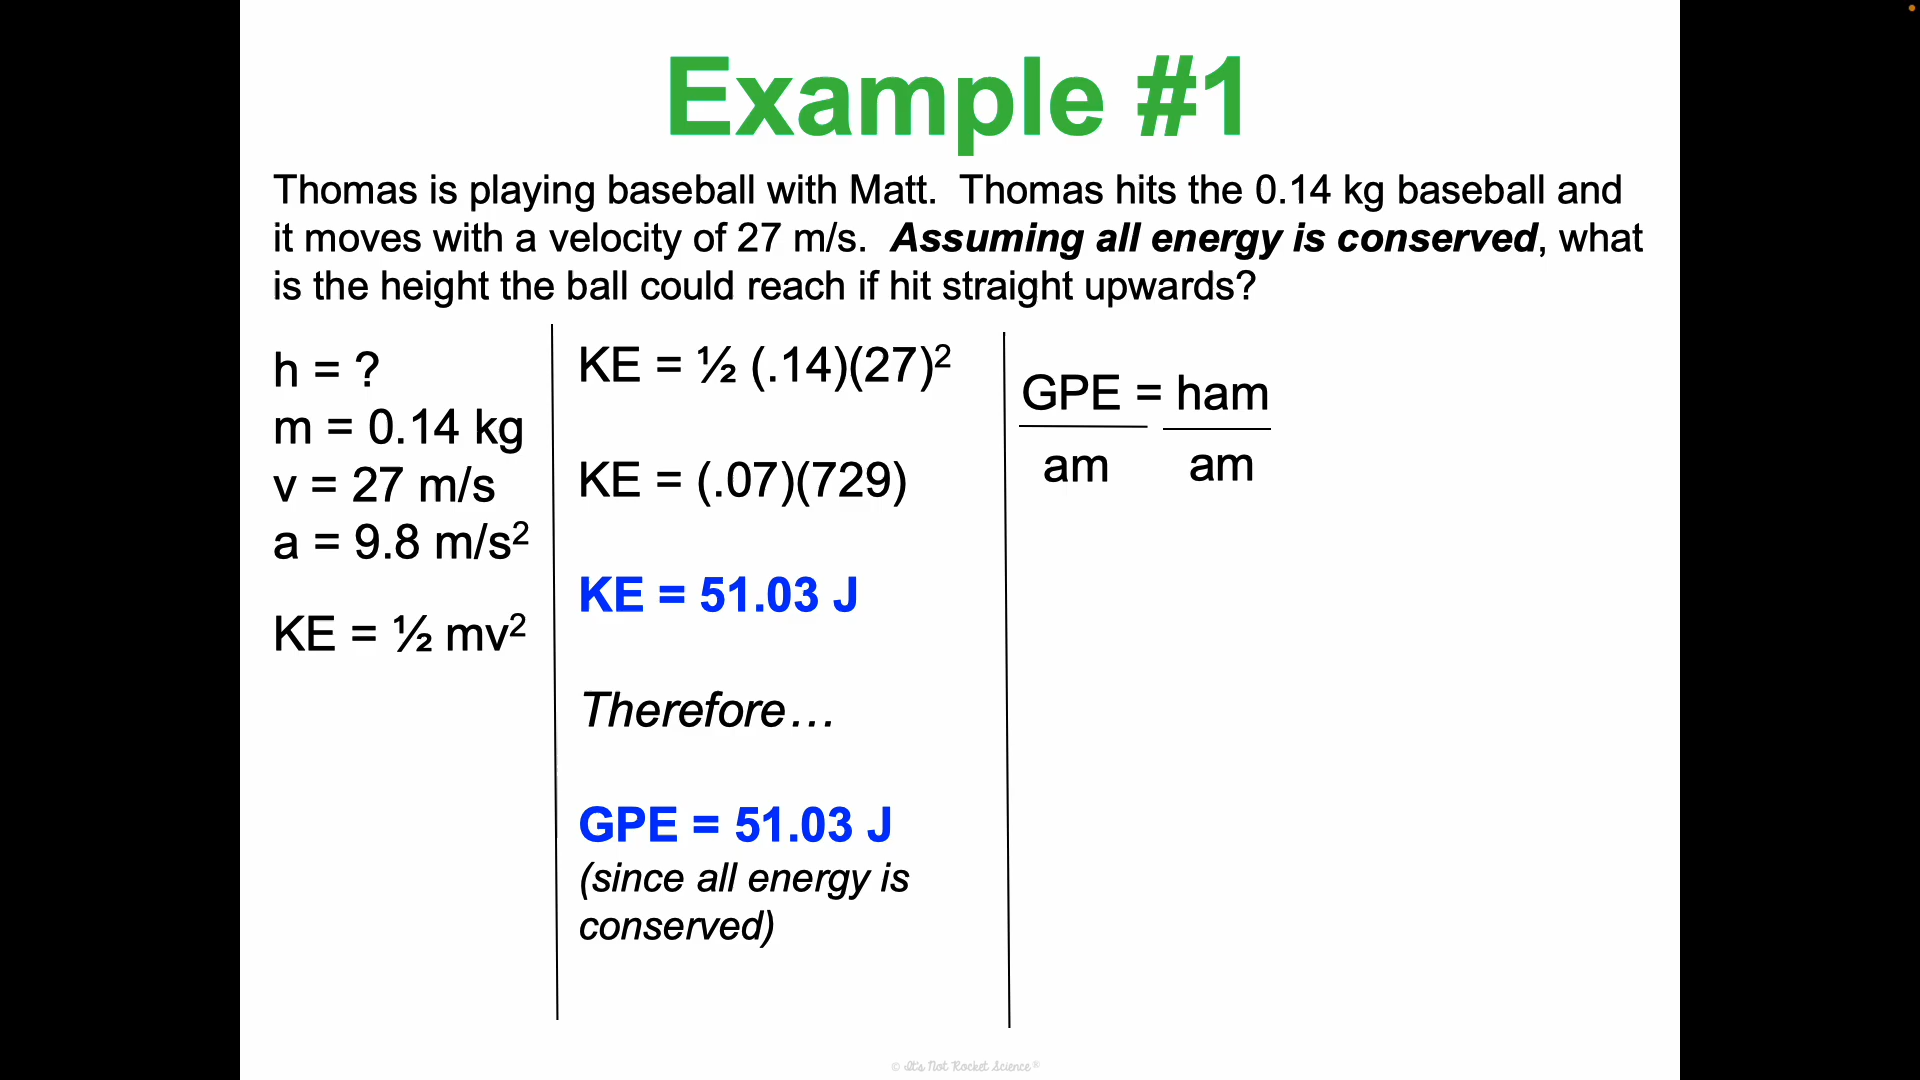 Example #1
Thomas is playing baseball with Matt.  Thomas hits the 0.14 kg baseball and
it moves with a velocity of 27 m/s.  Assuming all energy is conserved, what
is the height the ball could reach if hit straight upwards?
h = ?
m = 0.14 kg
v = 27 m/s
a = 9.8 m/s²
KE = ½ mv²
KE = ½ (.14)(27)²
KE = (.07)(729)
KE = 51.03 J
Therefore…
GPE = 51.03 J
(since all energy is
conserved)
GPE = ham
am am
© It's Not Rocket Science®